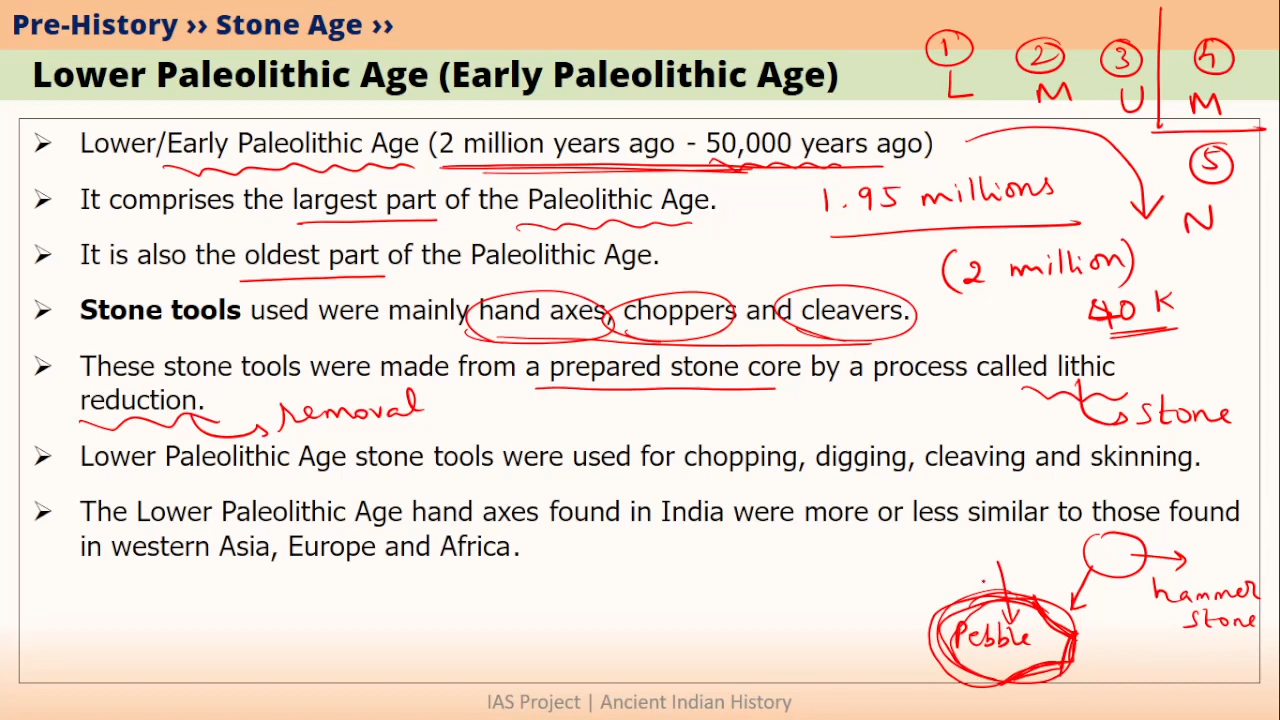 Pre-History ›› Stone Age ››
Lower Paleolithic Age (Early Paleolithic Age)
1 2 3 4
L M U M
5
N
➢ Lower/Early Paleolithic Age (2 million years ago - 50,000 years ago)
➢ It comprises the largest part of the Paleolithic Age.
1.95 millions
➢ It is also the oldest part of the Paleolithic Age.
(2 million)
➢ Stone tools used were mainly hand axes, choppers and cleavers.
40 K
➢ These stone tools were made from a prepared stone core by a process called lithic
reduction.
removal
stone
➢ Lower Paleolithic Age stone tools were used for chopping, digging, cleaving and skinning.
➢ The Lower Paleolithic Age hand axes found in India were more or less similar to those found
in western Asia, Europe and Africa.
hammer
stone
Pebble
IAS Project | Ancient Indian History